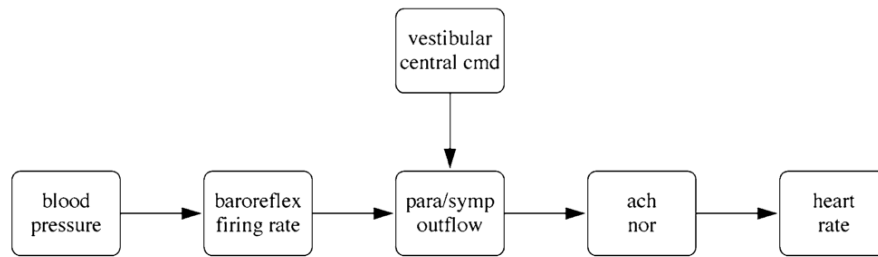 vestibular
central cmd
blood
pressure
baroreflex
firing rate
para/symp
outflow
ach
nor
heart
rate